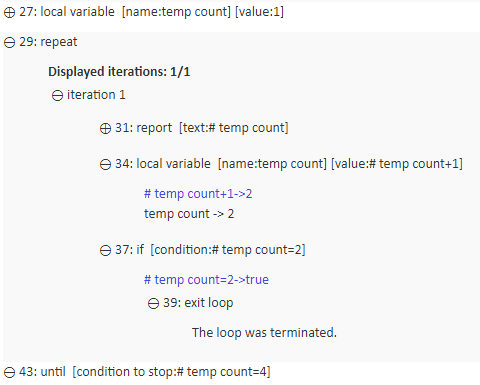 27: local variable [name:temp count] [value:1]
29: repeat
Displayed iterations: 1/1
iteration 1
31: report [text:# temp count]
34: local variable [name:temp count] [value:# temp count+1]
# temp count+1->2
temp count -> 2
37: if [condition:# temp count=2]
# temp count=2->true
39: exit loop
The loop was terminated.
43: until [condition to stop:# temp count=4]